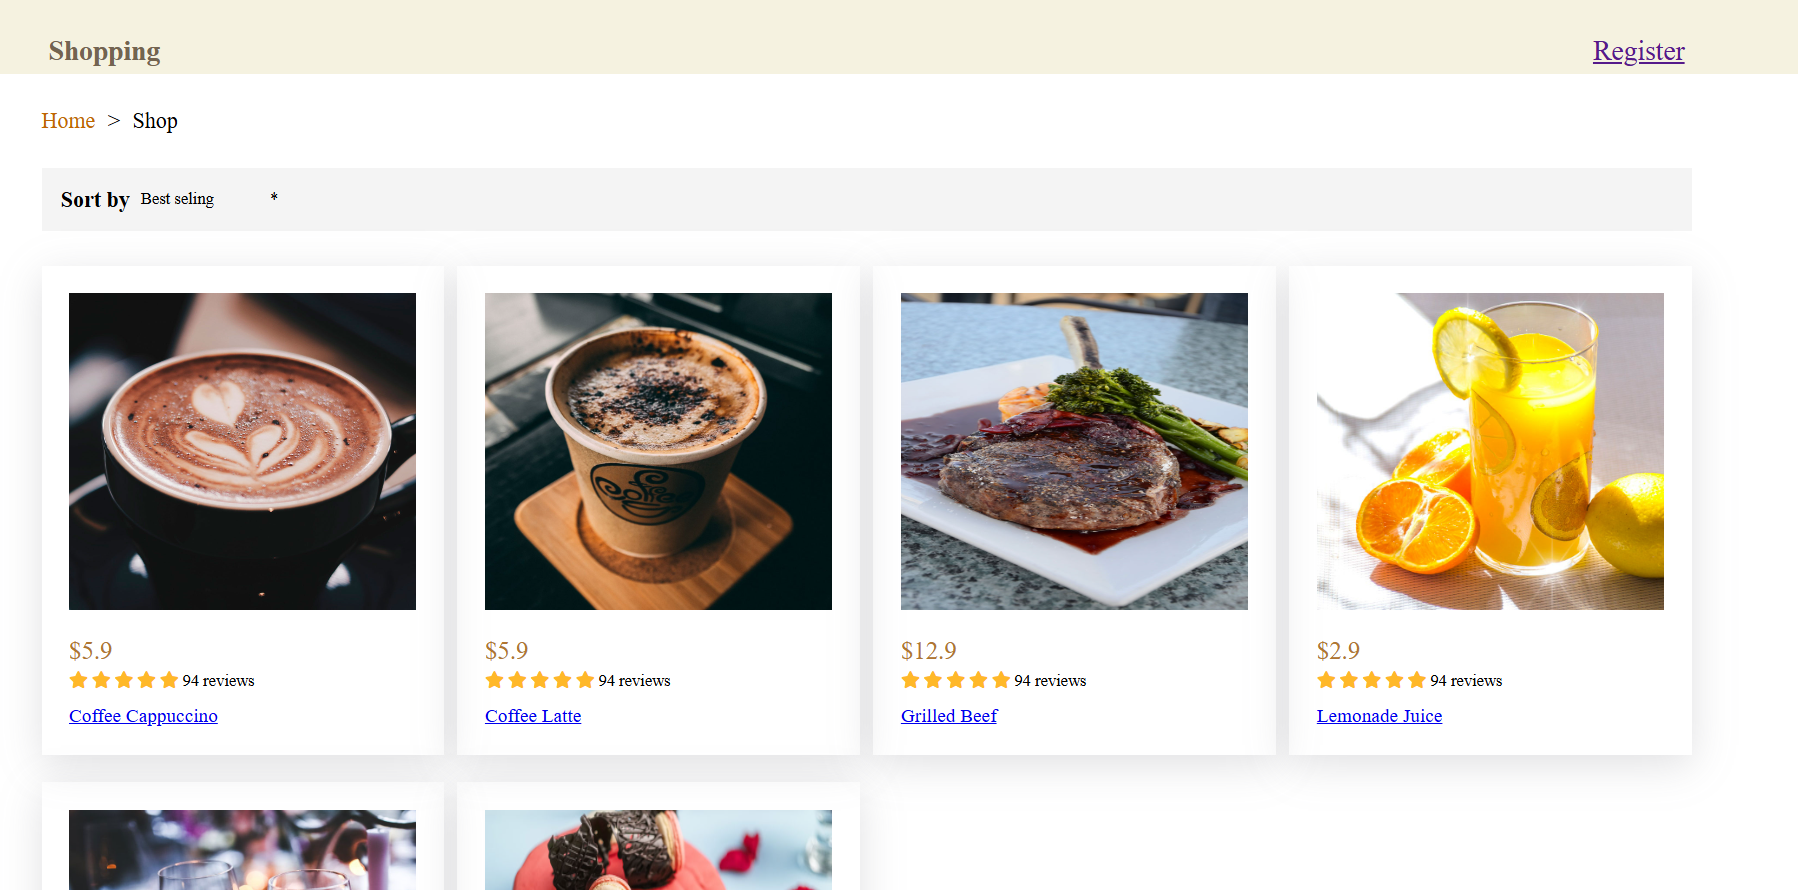 Shopping
Register
Home > Shop
Sort by Best seling *
$5.9
94 reviews
Coffee Cappuccino
$5.9
94 reviews
Coffee Latte
$12.9
94 reviews
Grilled Beef
$2.9
94 reviews
Lemonade Juice